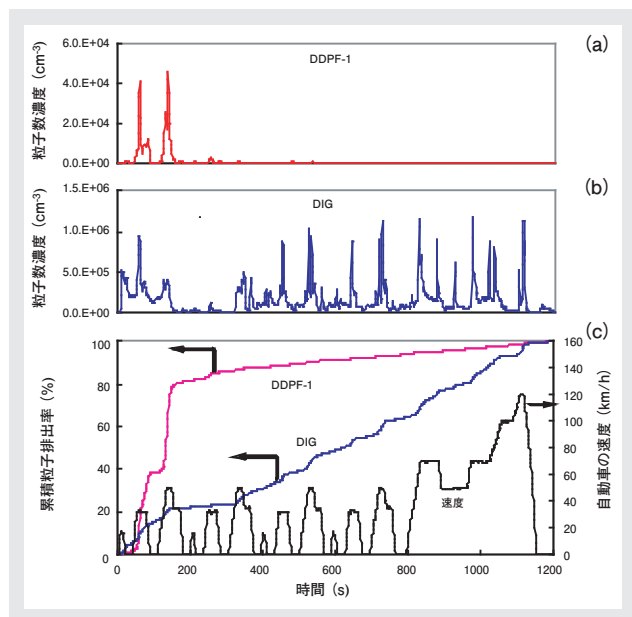 (a)
6.0.E+04
4.0.E+04
2.0.E+04
0.0.E+00
粒子数濃度 (cm-3)
DDPF-1
(b)
1.5.E+06
1.0.E+06
5.0.E+05
0.0.E+00
粒子数濃度 (cm-3)
DIG
(c)
100
80
60
40
20
0
累積粒子排出率 (%)
DDPF-1
DIG
速度
160
140
120
100
80
60
40
20
0
自動車の速度 (km/h)
0
200
400
600
800
1000
1200
時間 (s)